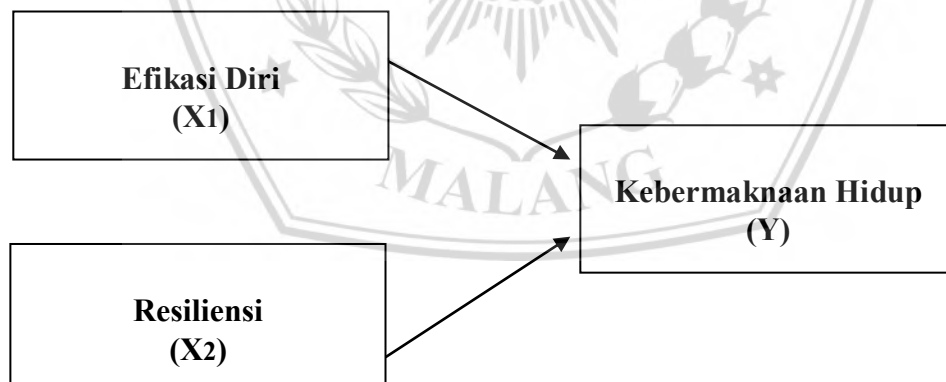 Efikasi Diri
(X1)
MALANG
Kebermaknaan Hidup
(Y)
Resiliensi
(X2)